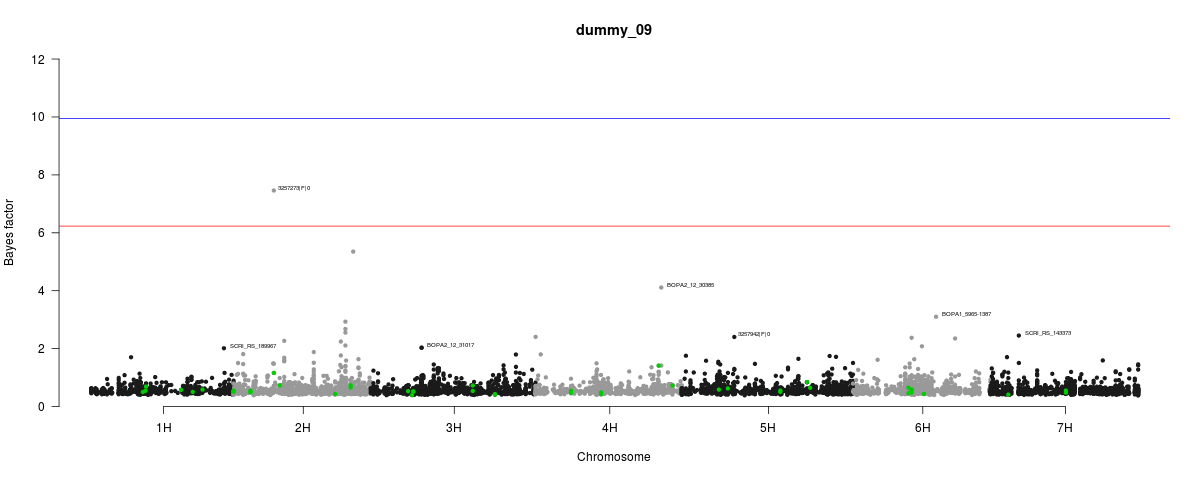 dummy_09
Bayes factor
12
10
8
6
4
2
0
3257273|F|0
BOPA2_12_30385
BOPA1_5965-1387
3257942|F|0
SCRI_RS_143373
SCRI_RS_189967
BOPA2_12_31017
1H 2H 3H 4H 5H 6H 7H
Chromosome